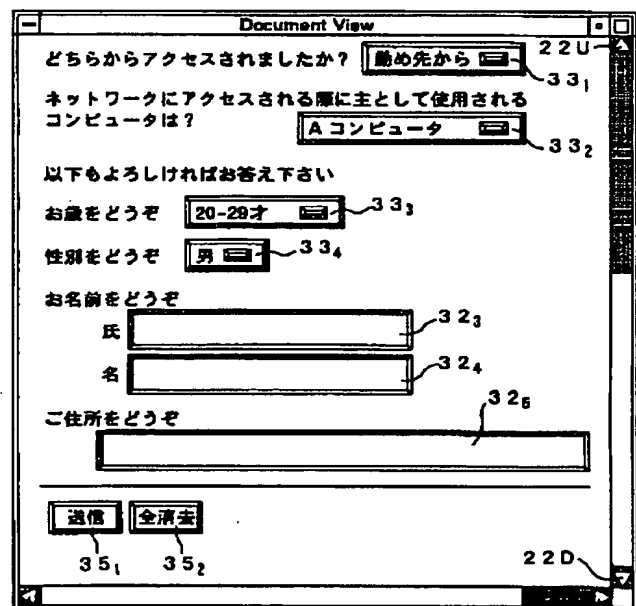 Document View
どちらからアクセスされましたか? 勤め先から 22U
33₁
ネットワークにアクセスされる際に主として使用される
コンピュータは? A コンピュータ 33₂
以下もよろしければお答え下さい
お歳をどうぞ 20-29才 33₃
性別をどうぞ 男 33₄
お名前をどうぞ
氏 32₃
名 32₄
ご住所をどうぞ 32₅
送信 全消去
35₁ 35₂ 22D